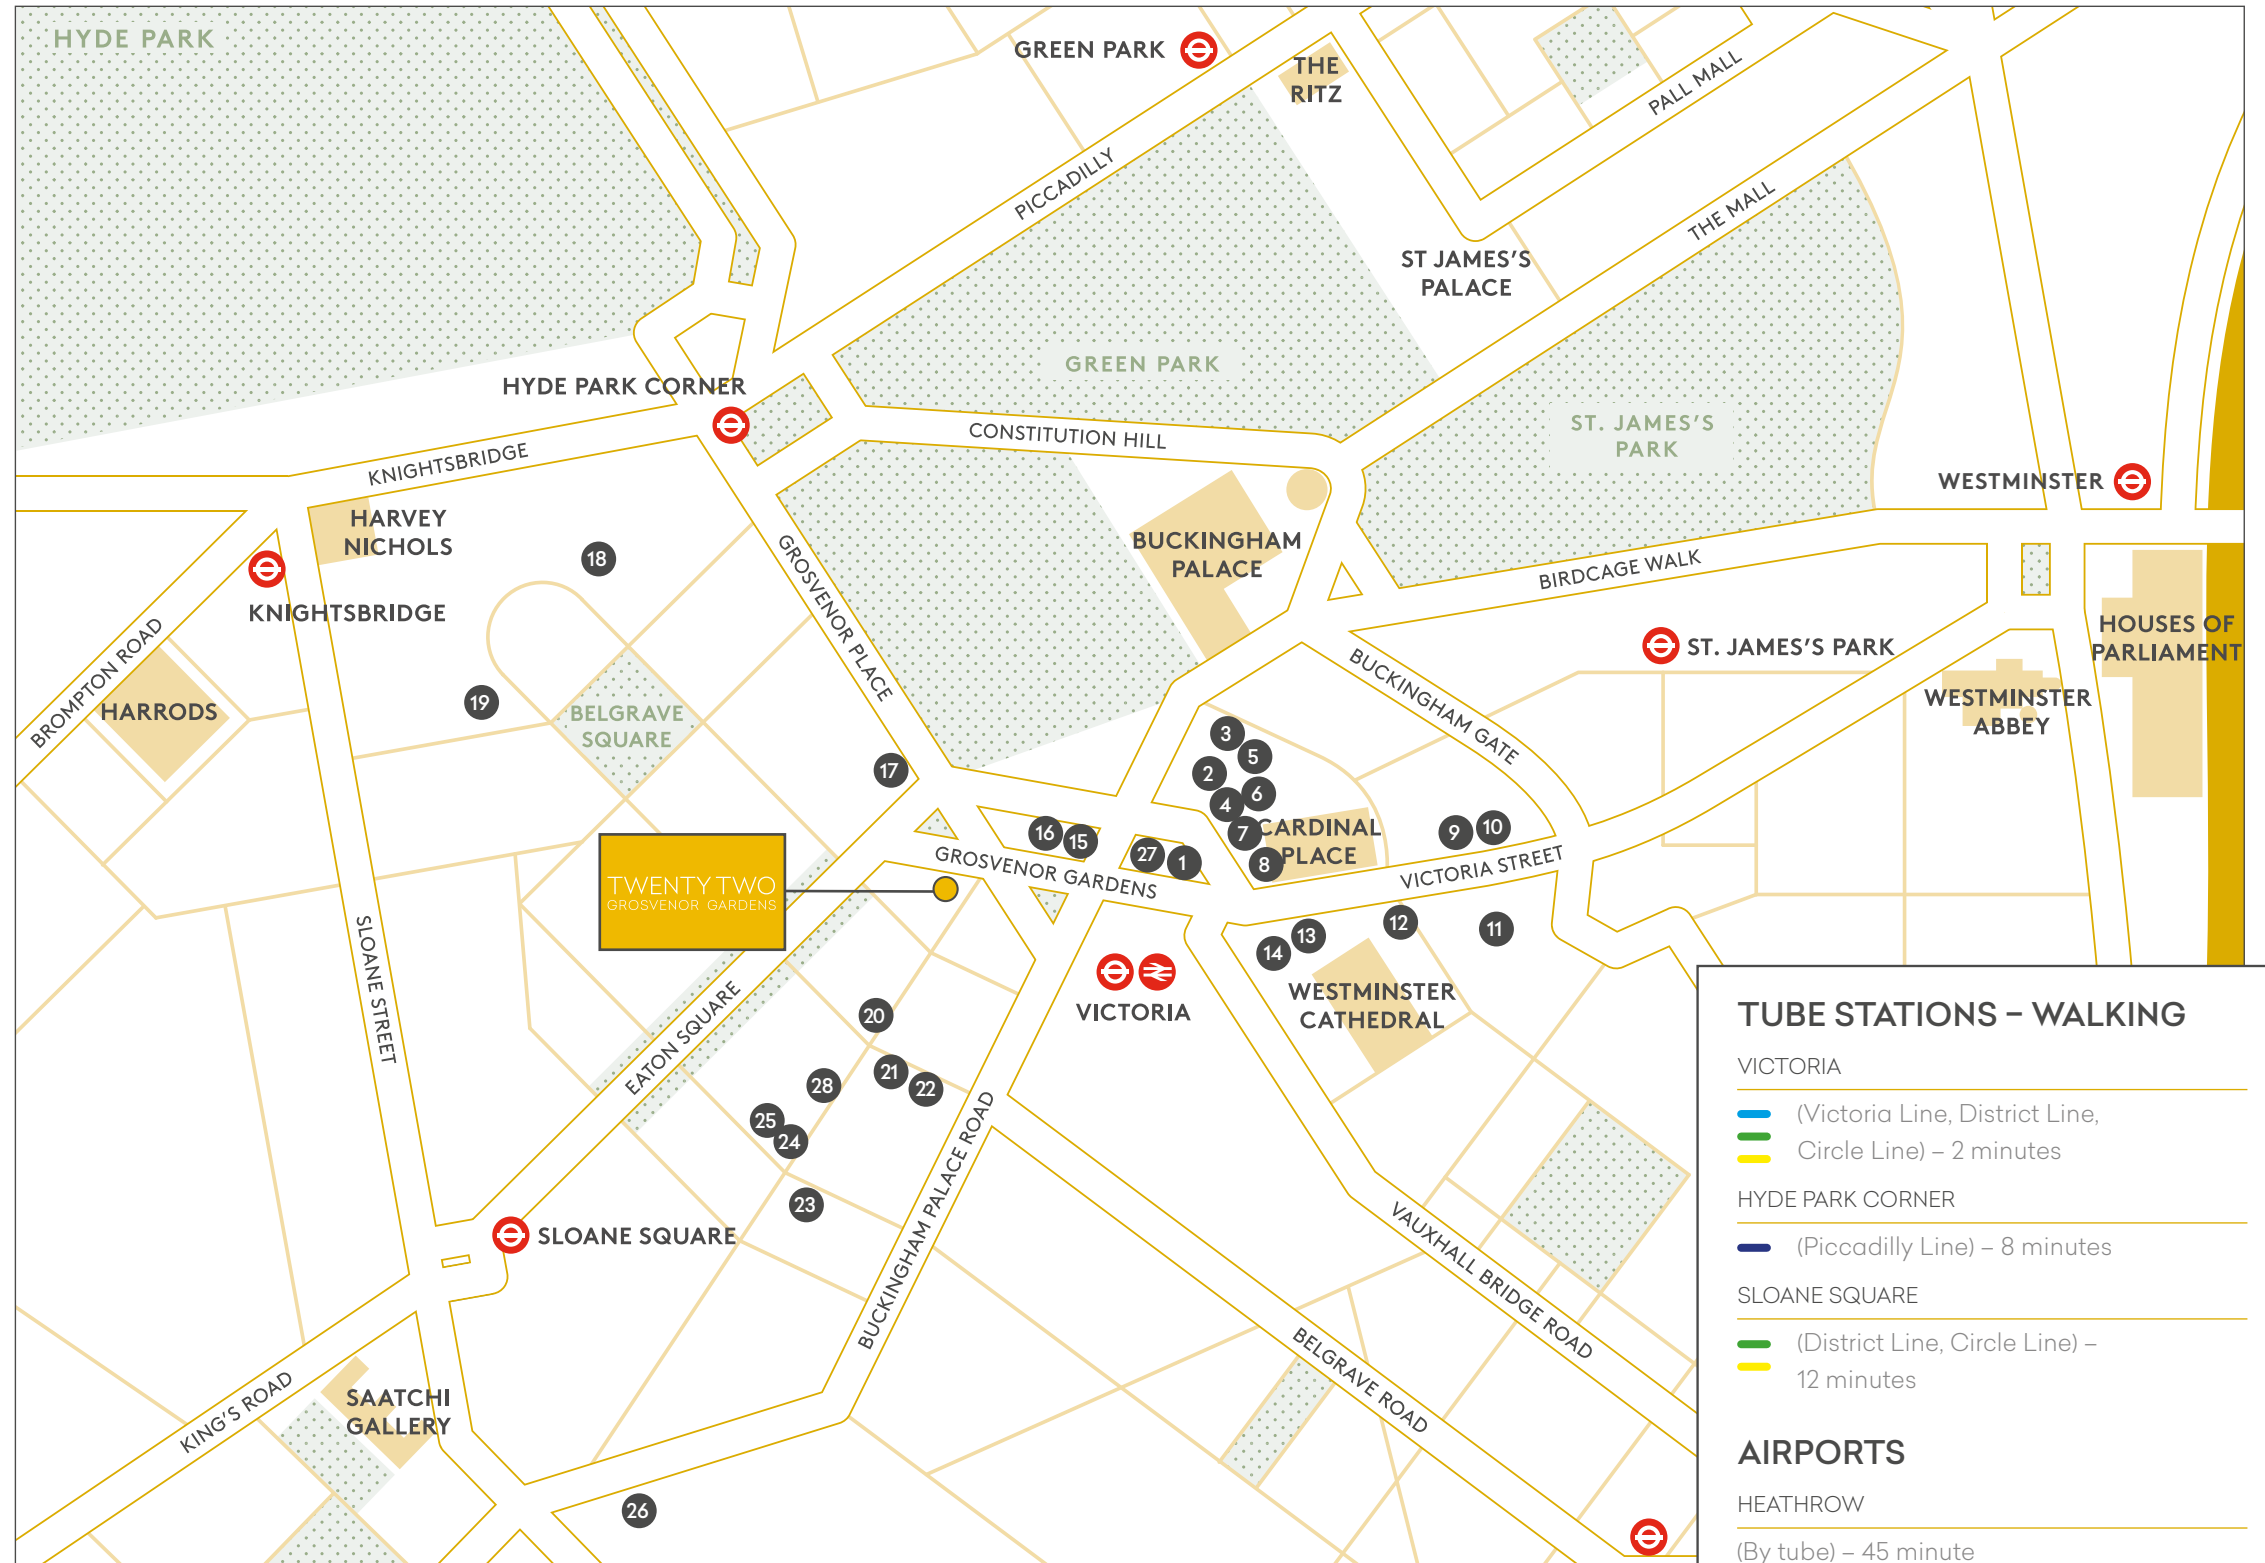 HYDE PARK
GREEN PARK
THE
RITZ
PALL MALL
PICCADILLY
THE MALL
ST JAMES'S
PALACE
GREEN PARK
HYDE PARK CORNER
CONSTITUTION HILL
ST. JAMES'S
PARK
KNIGHTSBRIDGE
WESTMINSTER
HARVEY
NICHOLS
18
GROSVENOR PLACE
BUCKINGHAM
PALACE
BIRDCAGE WALK
KNIGHTSBRIDGE
HOUSES OF
PARLIAMENT
ST. JAMES'S PARK
BROMPTON ROAD
HARRODS
19
BELGRAVE
SQUARE
BUCKINGHAM GATE
WESTMINSTER
ABBEY
3
5
2
17
6
4
16
15
7
CARDINAL
PLACE
9
10
27
1
8
GROSVENOR GARDENS
VICTORIA STREET
TWENTY TWO
GROSVENOR GARDENS
12
11
13
14
SLOANE STREET
VICTORIA
WESTMINSTER
CATHEDRAL
EATON SQUARE
20
21
22
28
25
24
23
BUCKINGHAM PALACE ROAD
SLOANE SQUARE
VAUXHALL BRIDGE ROAD
BELGRAVE ROAD
KING'S ROAD
SAATCHI
GALLERY
26
TUBE STATIONS – WALKING
VICTORIA
(Victoria Line, District Line,
Circle Line) – 2 minutes
HYDE PARK CORNER
(Piccadilly Line) – 8 minutes
SLOANE SQUARE
(District Line, Circle Line) –
12 minutes
AIRPORTS
HEATHROW
(By tube) – 45 minute